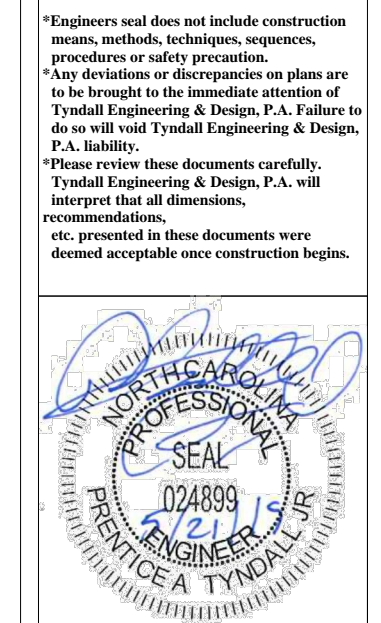 *Engineers seal does not include construction
means, methods, techniques, sequences,
procedures or safety precaution.
*Any deviations or discrepancies on plans are
to be brought to the immediate attention of
Tyndall Engineering & Design, P.A. Failure to
do so will void Tyndall Engineering & Design,
P.A. liability.
*Please review these documents carefully.
Tyndall Engineering & Design, P.A. will
interpret that all dimensions,
recommendations,
etc. presented in these documents were
deemed acceptable once construction begins.
NORTH CAROLINA
PROFESSIONAL
SEAL
024899
5/21/19
ENGINEER
PRENTICE A TYNDALL JR